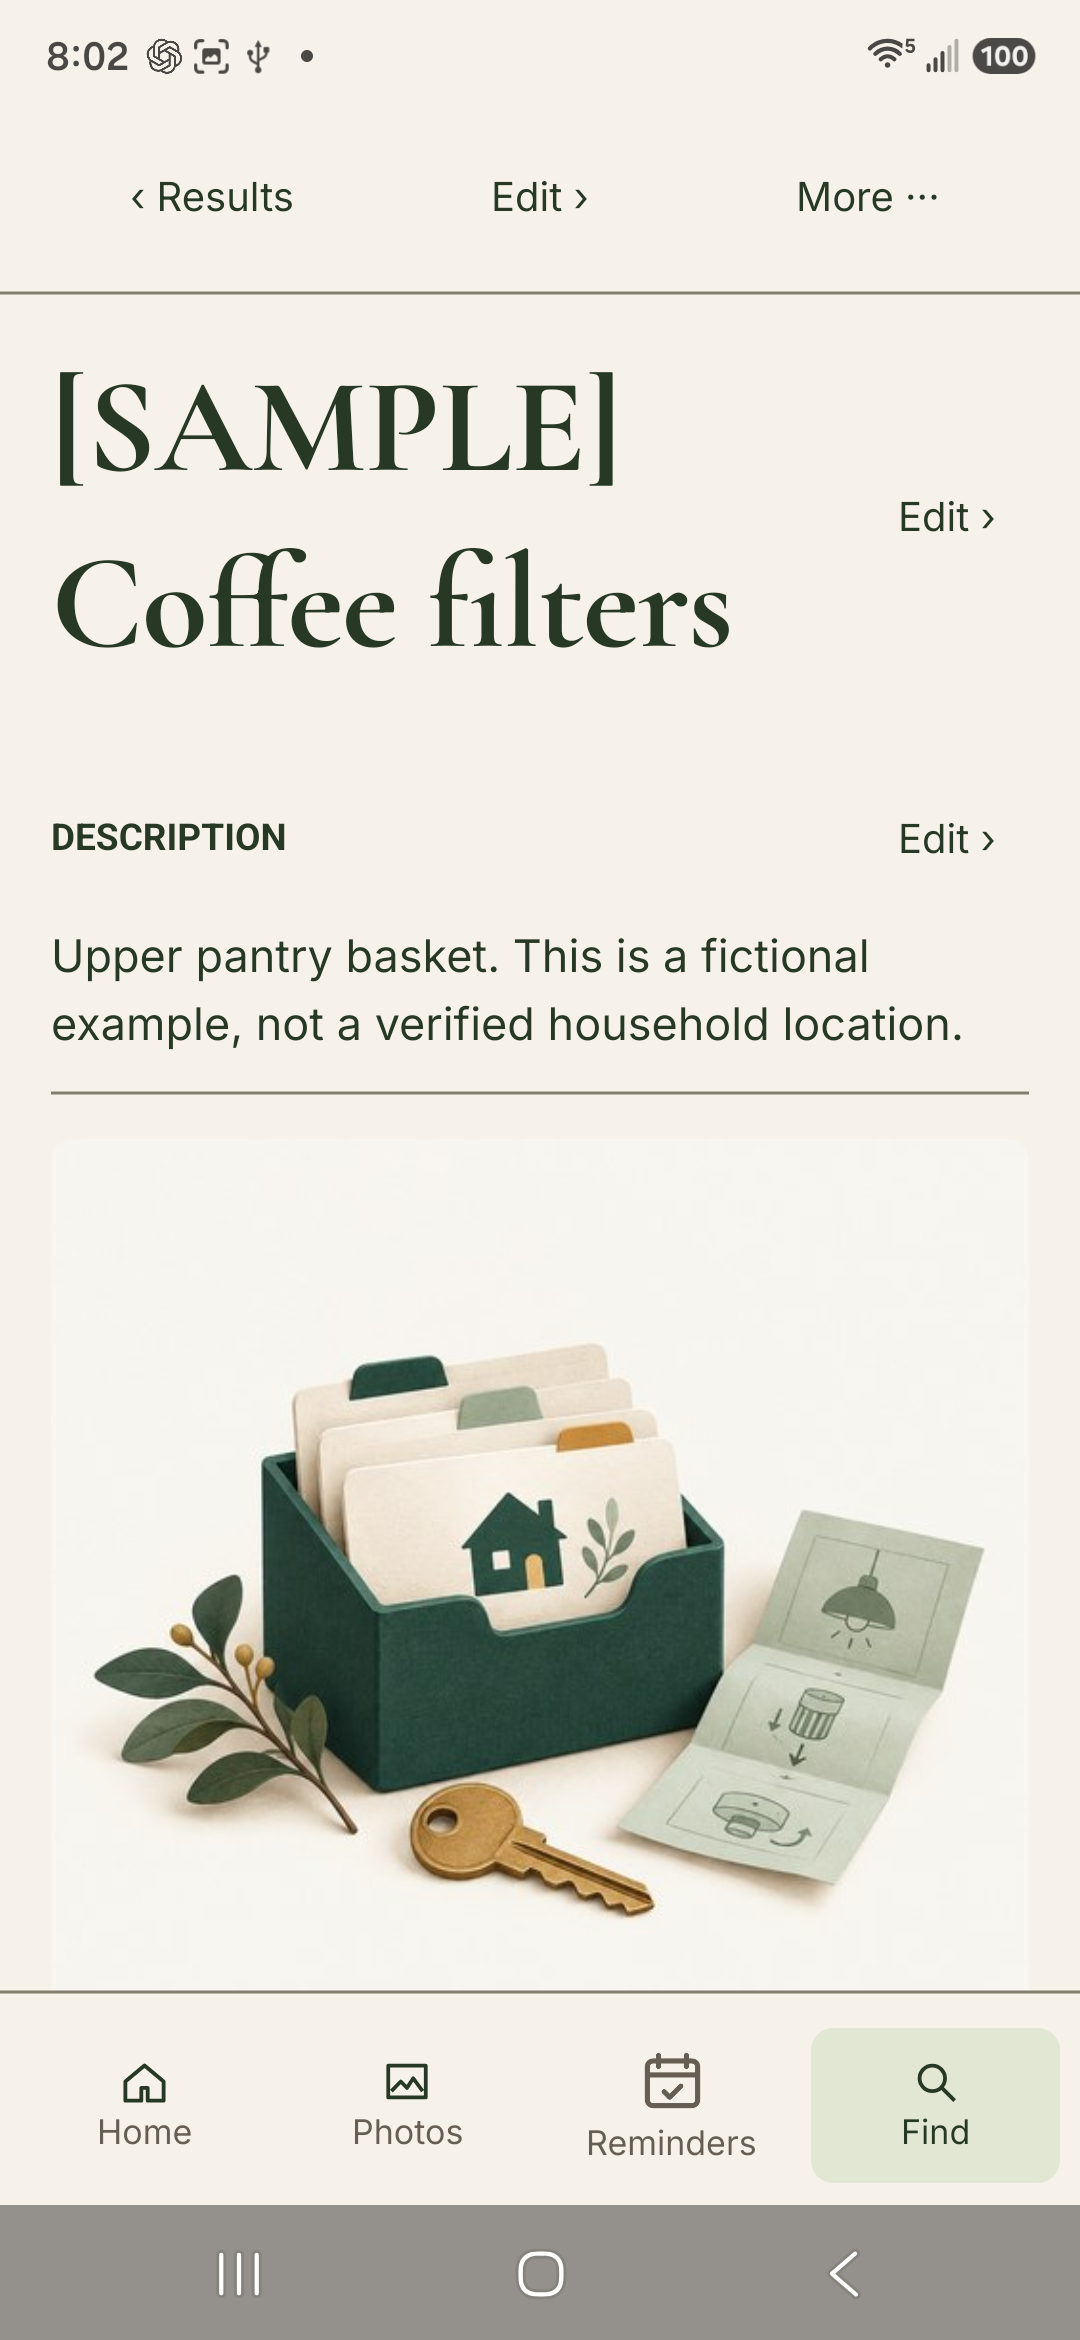 8:02
5
100
‹ Results Edit › More ···
[SAMPLE]
Coffee filters
Edit ›
DESCRIPTION Edit ›
Upper pantry basket. This is a fictional
example, not a verified household location.
Home Photos Reminders Find